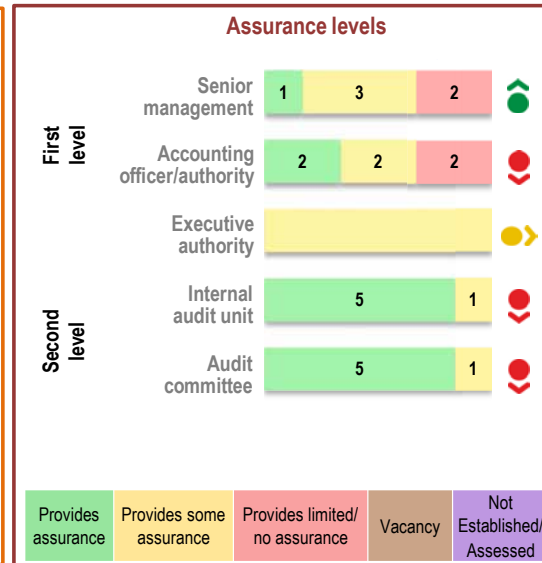 Assurance levels
First
level
Senior
management
1 3 2
Accounting
officer/authority
2 2 2
Executive
authority
Second
level
Internal
audit unit
5 1
Audit
committee
5 1
Provides
assurance
Provides some
assurance
Provides limited/
no assurance
Vacancy
Not
Established/
Assessed